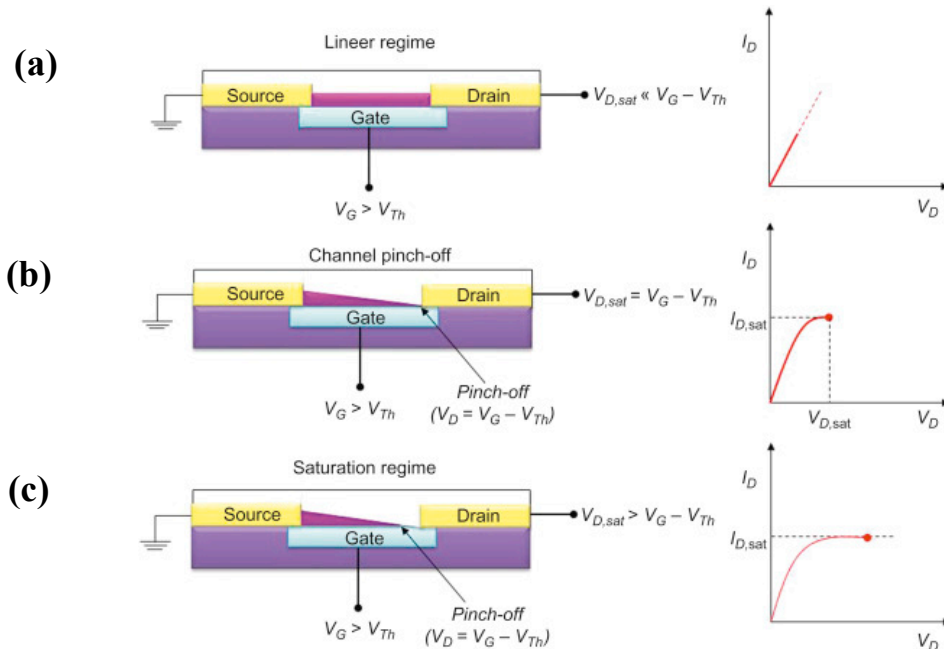 (a)
Lineer regime
Source
Drain
Gate
V_{D,sat} ≪ V_G – V_{Th}
V_G > V_{Th}
I_D
V_D
(b)
Channel pinch-off
Source
Drain
Gate
V_{D,sat} = V_G – V_{Th}
V_G > V_{Th}
Pinch-off
(V_D = V_G – V_{Th})
I_D
I_{D,sat}
V_{D,sat}
V_D
(c)
Saturation regime
Source
Drain
Gate
V_{D,sat} > V_G – V_{Th}
V_G > V_{Th}
Pinch-off
(V_D = V_G – V_{Th})
I_D
I_{D,sat}
V_D